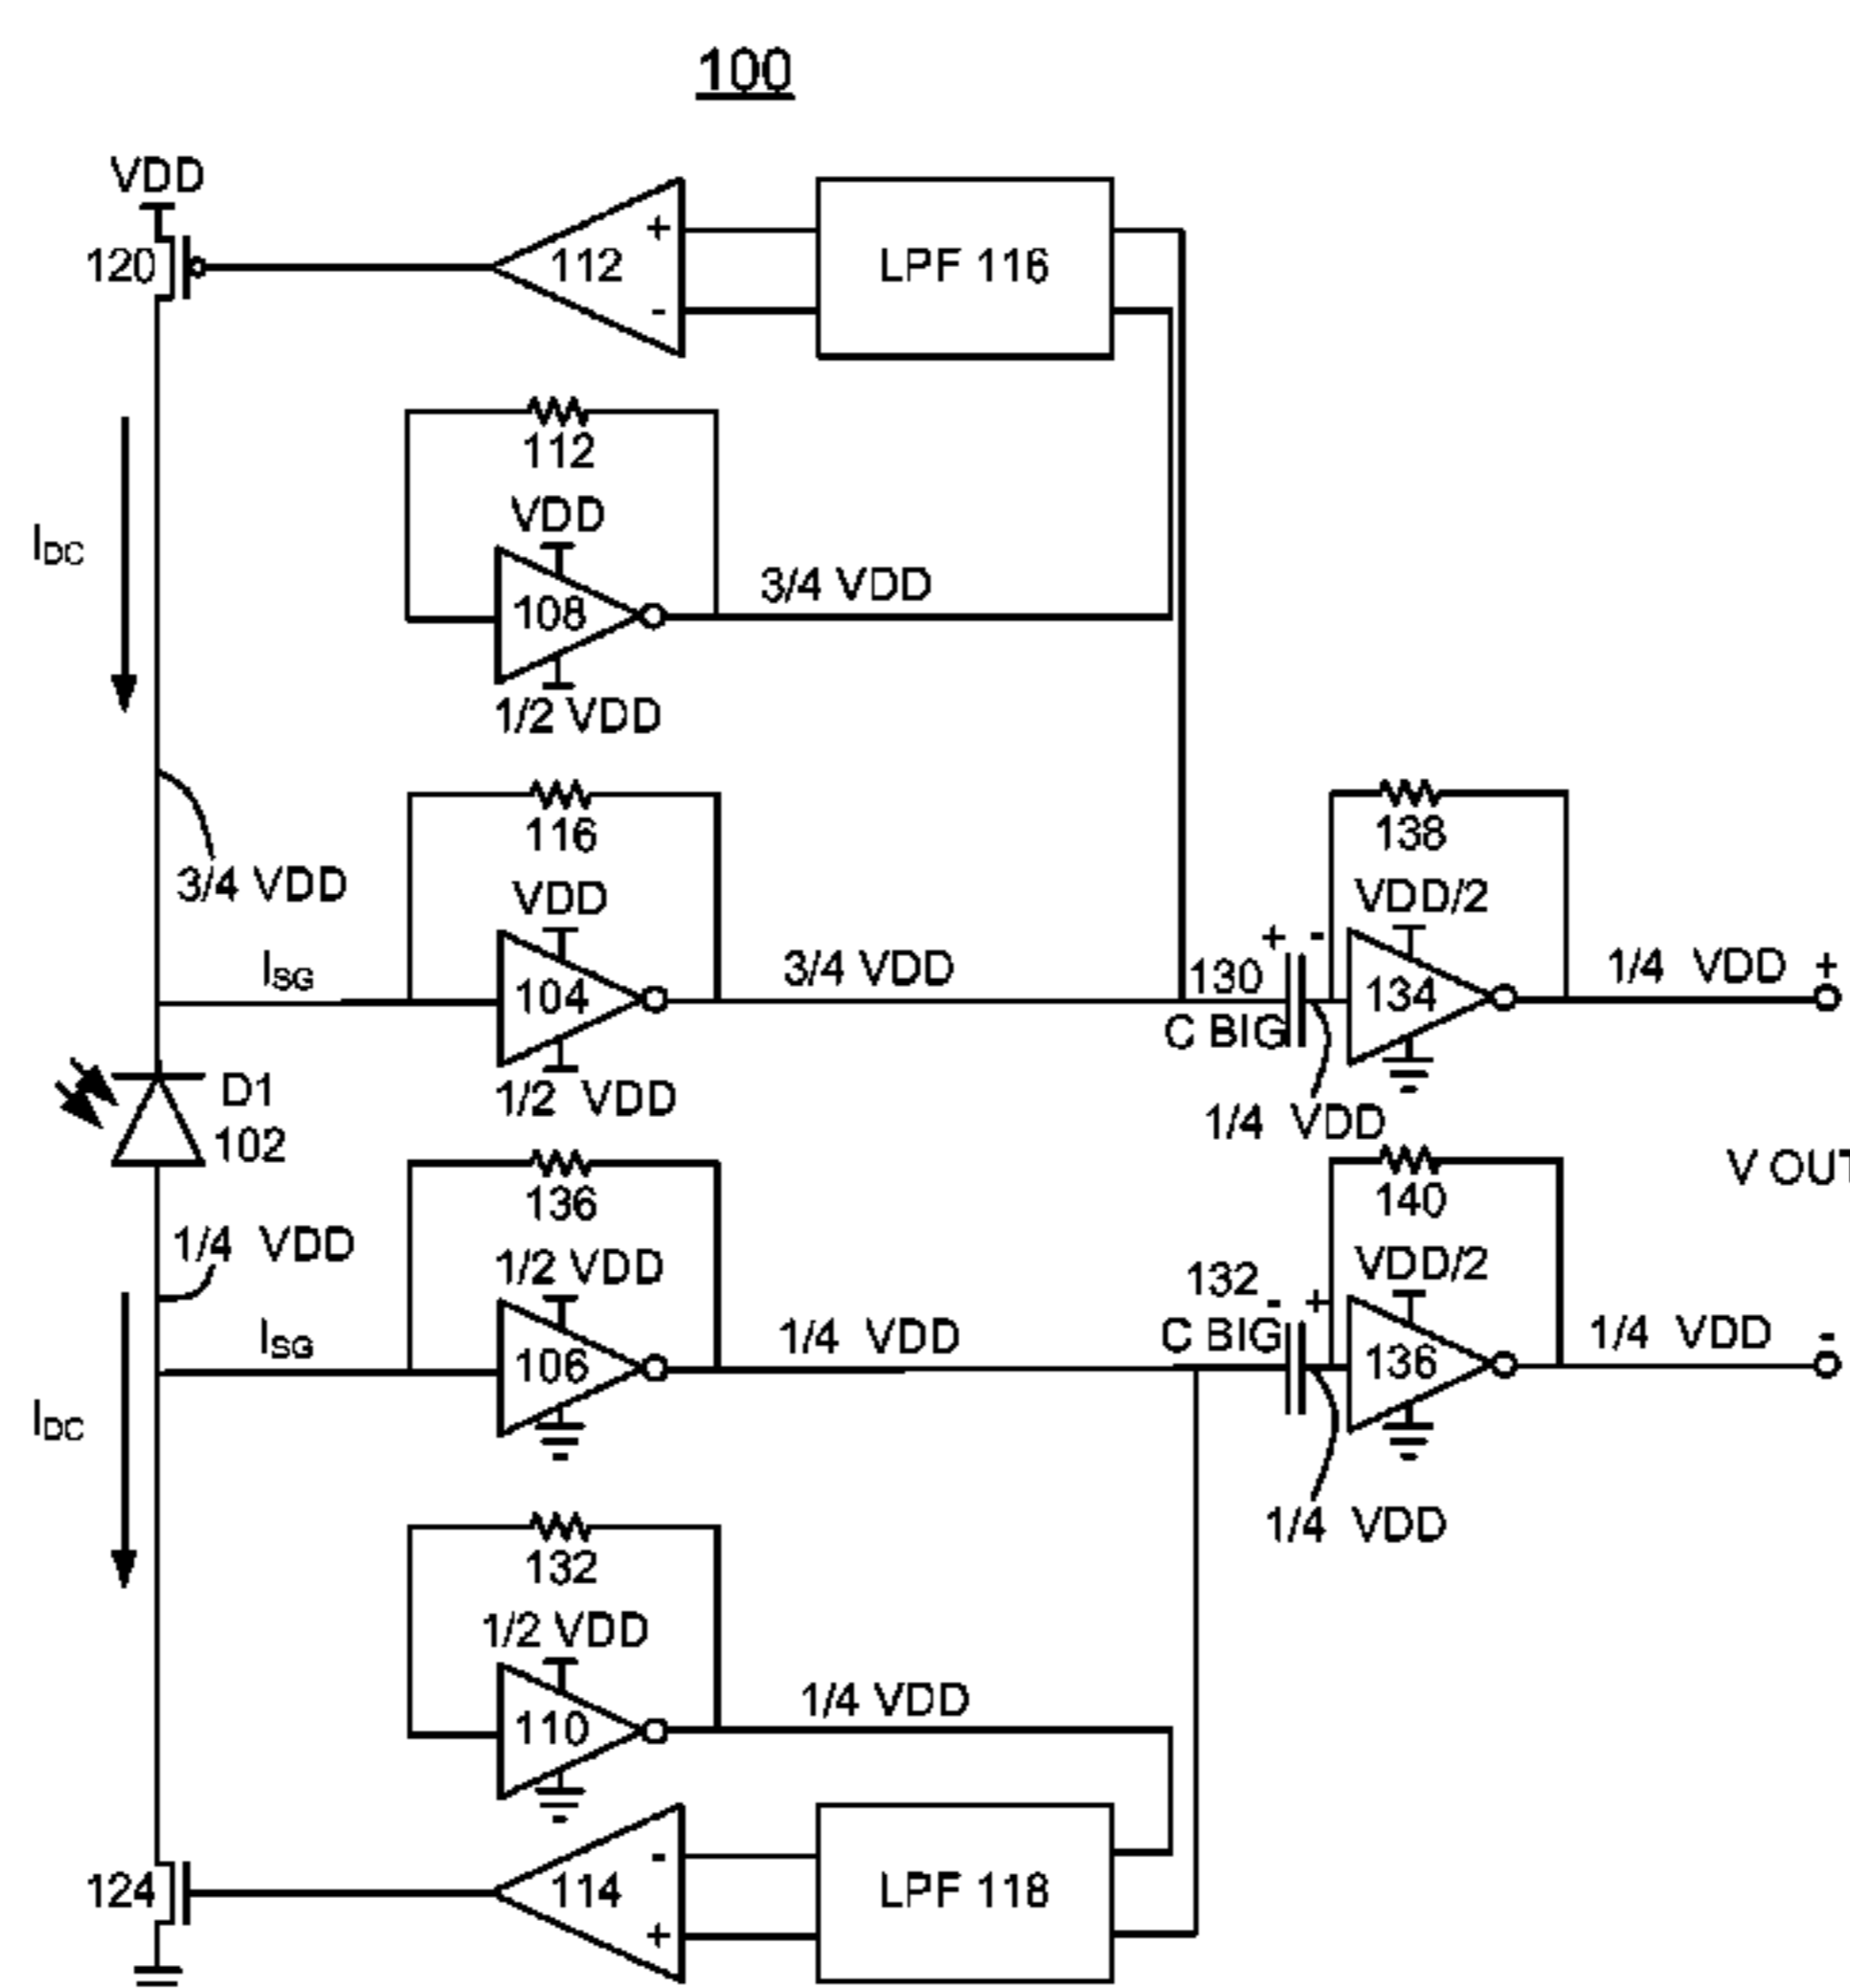 100
VDD
120
+
112
-
LPF 116
112
IDC
VDD
108
3/4 VDD
1/2 VDD
116
138
3/4 VDD
VDD
VDD/2
ISG
104
3/4 VDD
+ -
130
C BIG
134
1/4 VDD +
D1
102
1/2 VDD
1/4 VDD
136
140
V OUT
1/4 VDD
1/2 VDD
VDD/2
132
- +
C BIG
ISG
106
1/4 VDD
136
1/4 VDD -
IDC
132
1/4 VDD
1/2 VDD
110
1/4 VDD
124
-
114
+
LPF 118